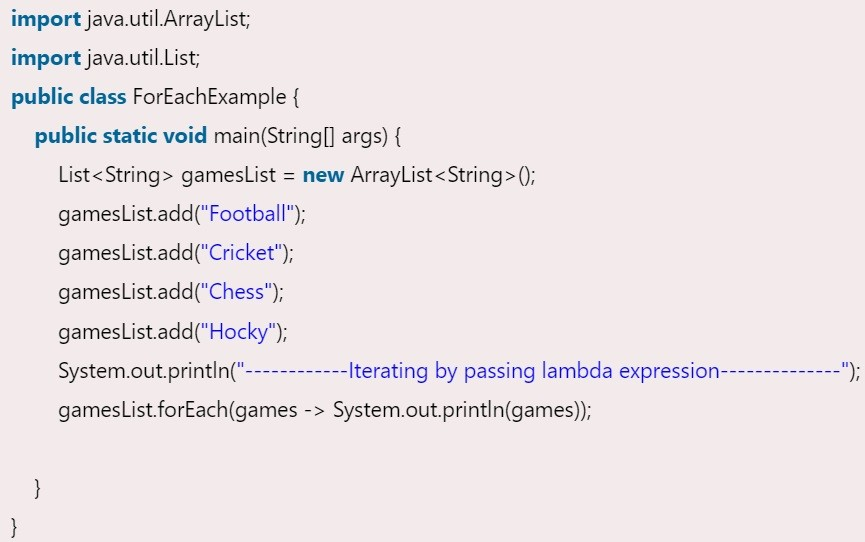 import java.util.ArrayList;
import java.util.List;
public class ForEachExample {
public static void main(String[] args) {
List<String> gamesList = new ArrayList<String>();
gamesList.add("Football");
gamesList.add("Cricket");
gamesList.add("Chess");
gamesList.add("Hocky");
System.out.println("------------Iterating by passing lambda expression--------------");
gamesList.forEach(games -> System.out.println(games));
}
}